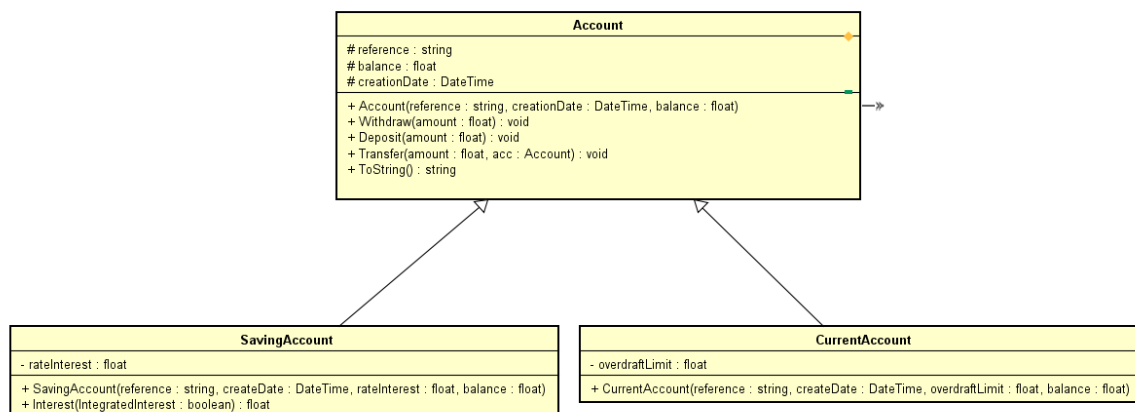 Account
# reference : string
# balance : float
# creationDate : DateTime
+ Account(reference : string, creationDate : DateTime, balance : float)
+ Withdraw(amount : float) : void
+ Deposit(amount : float) : void
+ Transfer(amount : float, acc : Account) : void
+ ToString() : string
SavingAccount
- rateInterest : float
+ SavingAccount(reference : string, createDate : DateTime, rateInterest : float, balance : float)
+ Interest(IntegratedInterest : boolean) : float
CurrentAccount
- overdraftLimit : float
+ CurrentAccount(reference : string, createDate : DateTime, overdraftLimit : float, balance : float)